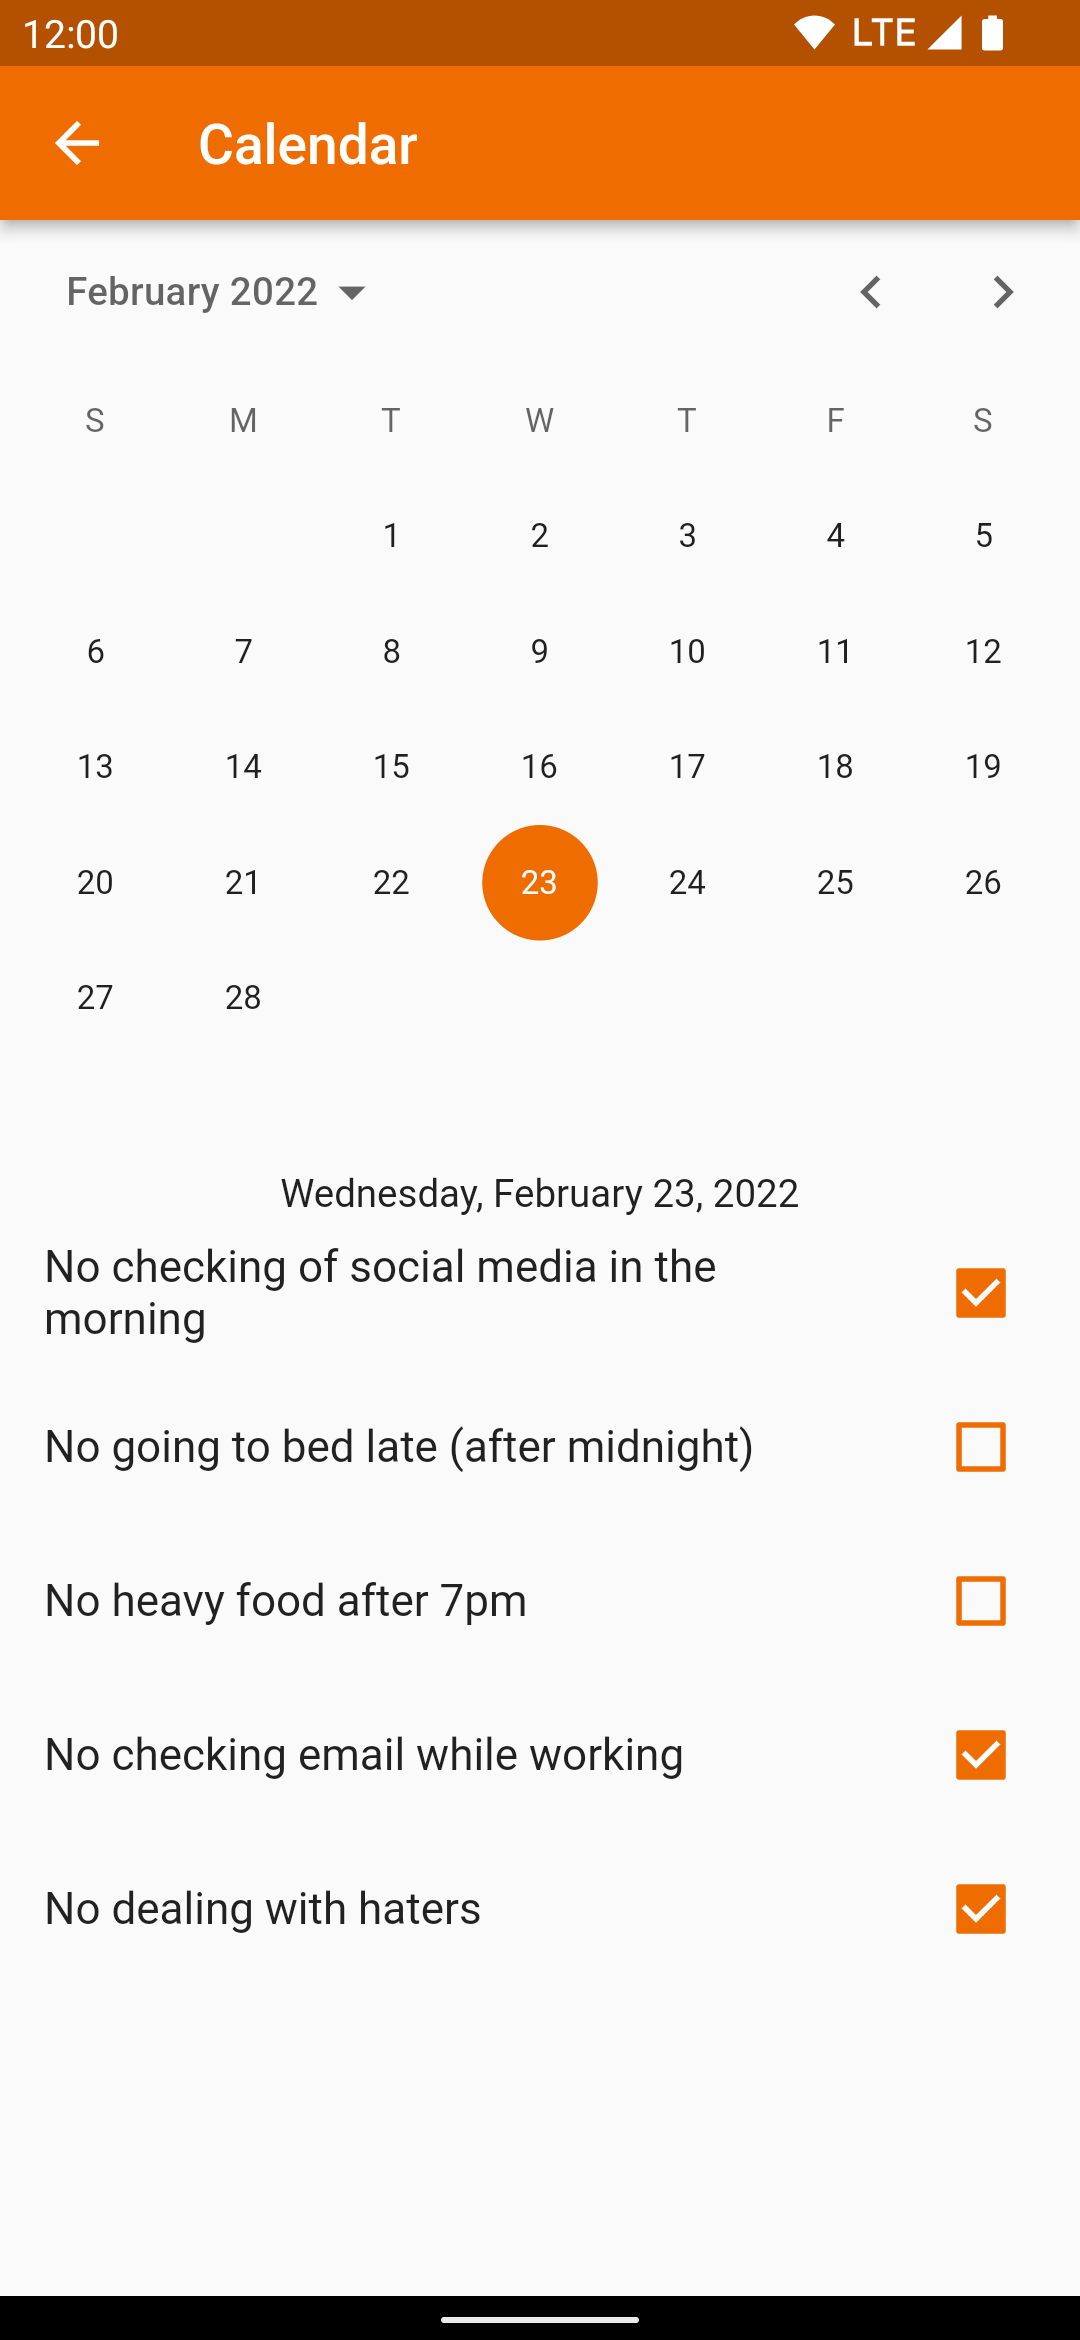 12:00 LTE
Calendar
February 2022
S M T W T F S
1 2 3 4 5
6 7 8 9 10 11 12
13 14 15 16 17 18 19
20 21 22 23 24 25 26
27 28
Wednesday, February 23, 2022
No checking of social media in the
morning
No going to bed late (after midnight)
No heavy food after 7pm
No checking email while working
No dealing with haters